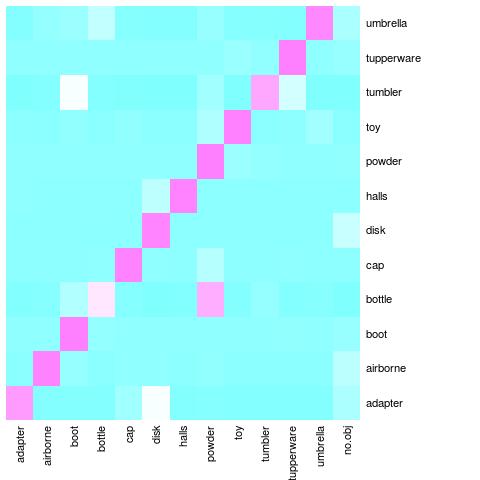 umbrella
tupperware
tumbler
toy
powder
halls
disk
cap
bottle
boot
airborne
adapter
adapter
airborne
boot
bottle
cap
disk
halls
powder
toy
tumbler
tupperware
umbrella
no.obj